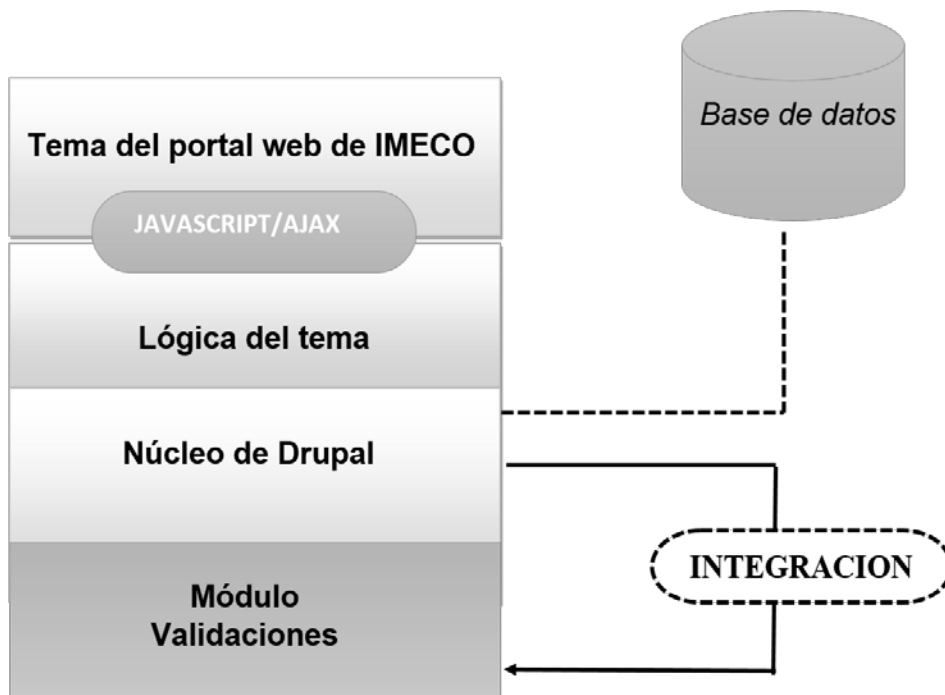 Base de datos
Tema del portal web de IMECO
JAVASCRIPT/AJAX
Lógica del tema
Núcleo de Drupal
INTEGRACION
Módulo
Validaciones